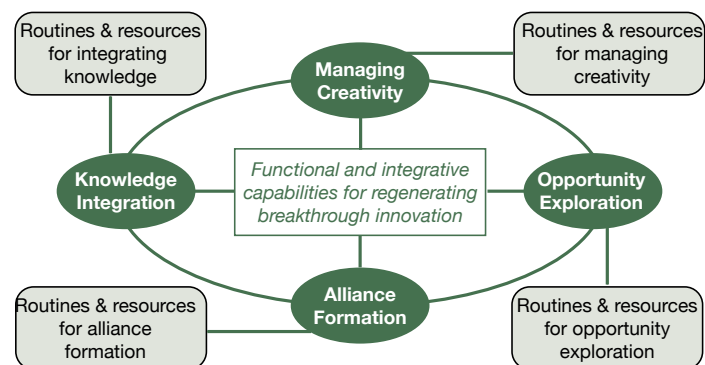 Routines & resources
for integrating
knowledge
Managing
Creativity
Routines & resources
for managing
creativity
Knowledge
Integration
Functional and integrative
capabilities for regenerating
breakthrough innovation
Opportunity
Exploration
Routines & resources
for alliance
formation
Alliance
Formation
Routines & resources
for opportunity
exploration